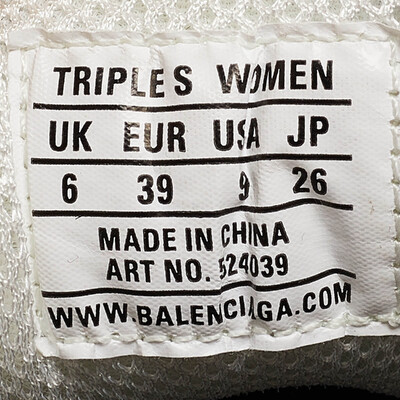 TRIPLE S WOMEN
UK EUR USA JP
6 39 9 26
MADE IN CHINA
ART NO. 524039
WWW.BALENCIAGA.COM